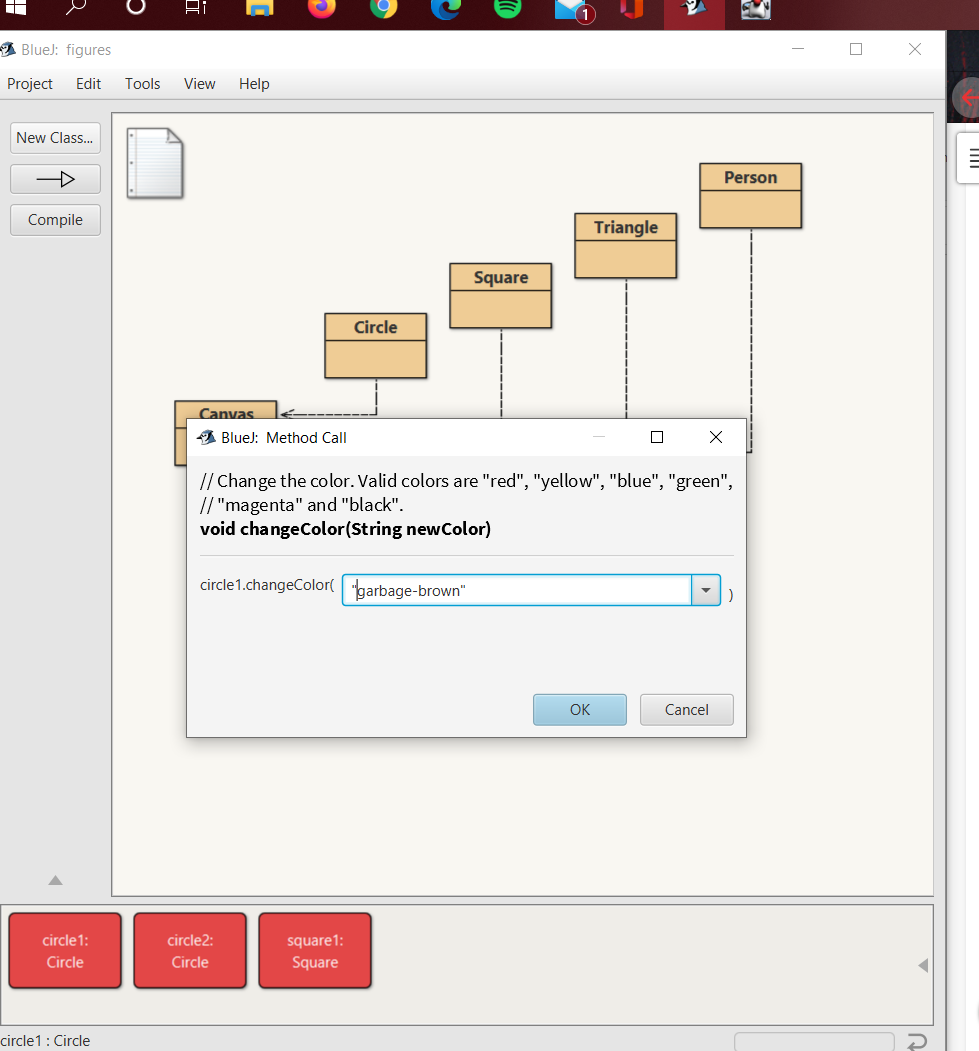 1
BlueJ: figures
Project Edit Tools View Help
New Class...
Compile
Person
Triangle
Square
Circle
Canvas
BlueJ: Method Call
// Change the color. Valid colors are "red", "yellow", "blue", "green",
// "magenta" and "black".
void changeColor(String newColor)
circle1.changeColor( "garbage-brown" )
OK Cancel
circle1:
Circle
circle2:
Circle
square1:
Square
circle1 : Circle